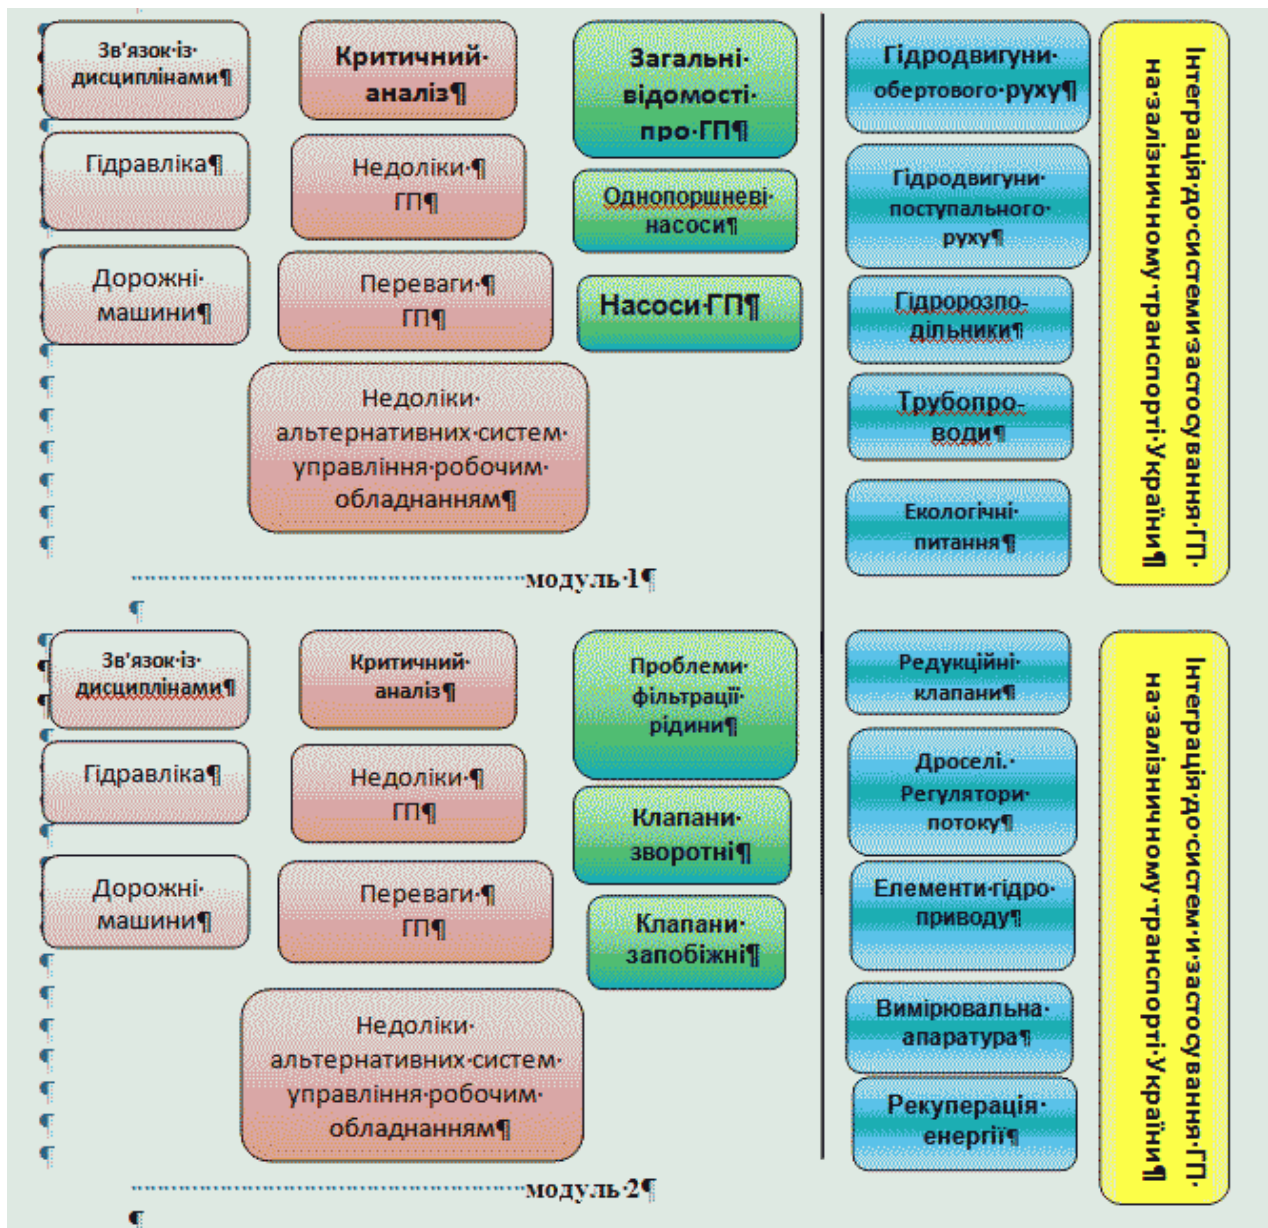 Зв'язок·із·
дисциплінами¶
Гідравліка¶
Дорожні·
машини¶
Критичний·
аналіз¶
Недоліки·¶
ГП¶
Переваги·¶
ГП¶
Недоліки·
альтернативних·систем·
управління·робочим·
обладнанням¶
Загальні·
відомості·
про·ГП¶
Однопоршневі·
насоси¶
Насоси·ГП¶
Гідродвигуни·
обертового·руху¶
Гідродвигуни·
поступального·
руху¶
Гідророзпо-
дільники¶
Трубопро-
води¶
Екологічні·
питання¶
Інтеграція·до·системи·застосування·ГП·
на·залізничному·транспорті·України¶
модуль·1¶
Зв'язок·із·
дисциплінами¶
Гідравліка¶
Дорожні·
машини¶
Критичний·
аналіз¶
Недоліки·¶
ГП¶
Переваги·¶
ГП¶
Недоліки·
альтернативних·систем·
управління·робочим·
обладнанням¶
Проблеми·
фільтрації·
рідини¶
Клапани·
зворотні¶
Клапани·
запобіжні¶
Редукційні·
клапани¶
Дроселі.·
Регулятори·
потоку¶
Елементи·гідро·
приводу¶
Вимірювальна·
апаратура¶
Рекуперація·
енергії¶
Інтеграція·до·систем·и·застосування·ГП·
на·залізничному·транспорті·України¶
модуль·2¶